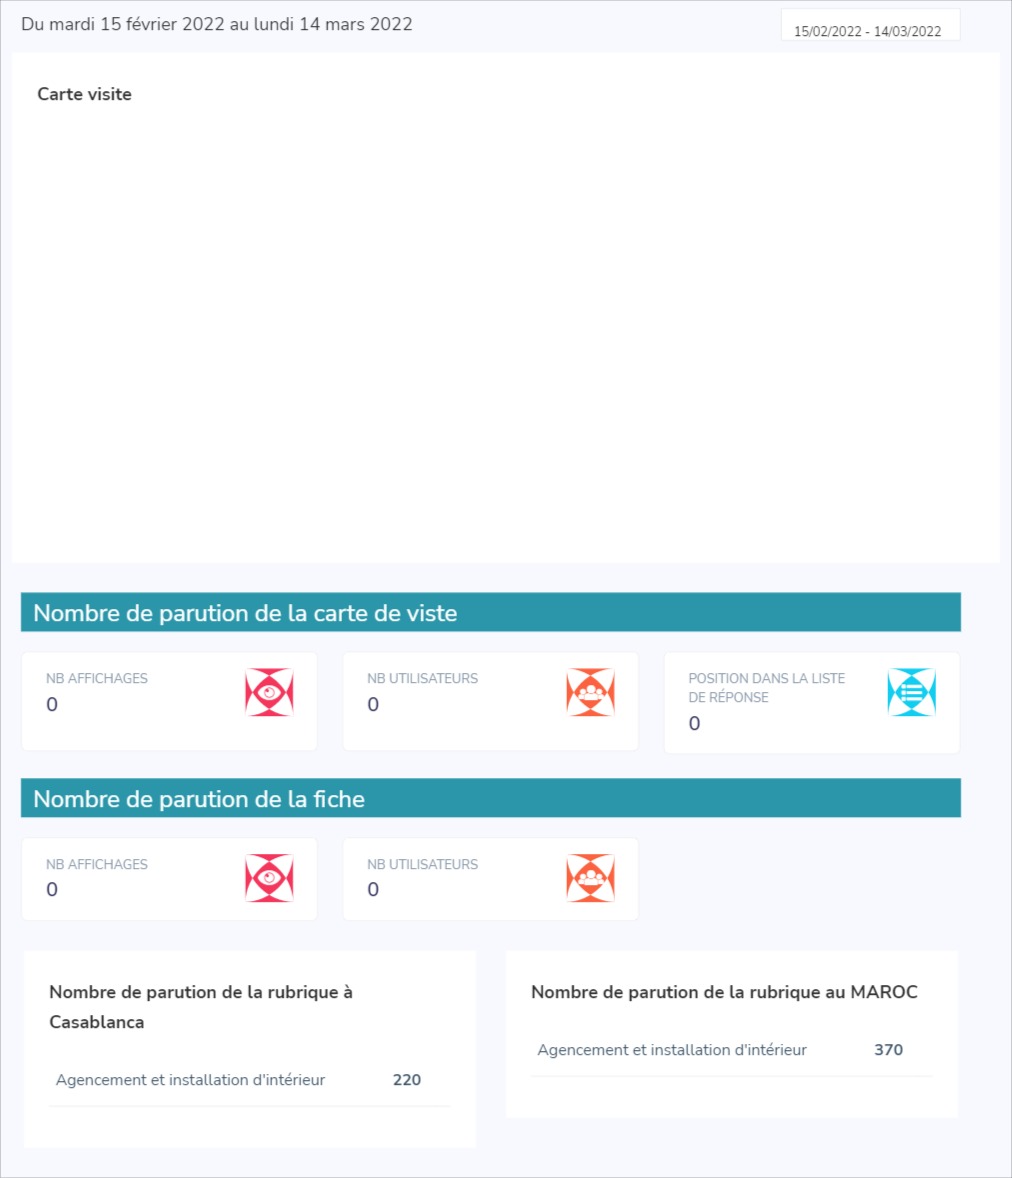 Du mardi 15 février 2022 au lundi 14 mars 2022
15/02/2022 - 14/03/2022
Carte visite
Nombre de parution de la carte de viste
NB AFFICHAGES
0
NB UTILISATEURS
0
POSITION DANS LA LISTE
DE RÉPONSE
0
Nombre de parution de la fiche
NB AFFICHAGES
0
NB UTILISATEURS
0
Nombre de parution de la rubrique à
Casablanca
Agencement et installation d'intérieur 220
Nombre de parution de la rubrique au MAROC
Agencement et installation d'intérieur 370